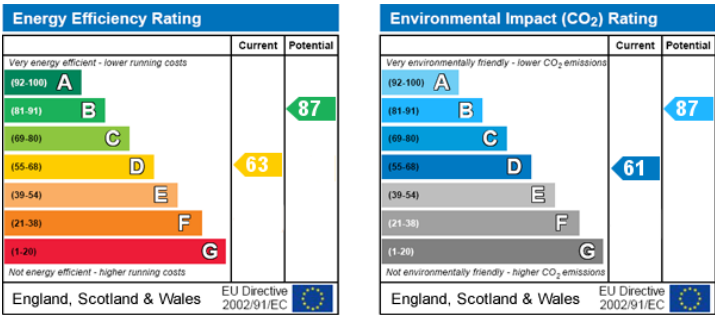 Energy Efficiency Rating
Current Potential
Very energy efficient - lower running costs
(92-100) A
(81-91) B
87
(69-80) C
(55-68) D
63
(39-54) E
(21-38) F
(1-20) G
Not energy efficient - higher running costs
England, Scotland & Wales
EU Directive
2002/91/EC
Environmental Impact (CO2) Rating
Current Potential
Very environmentally friendly - lower CO2 emissions
(92-100) A
(81-91) B
87
(69-80) C
(55-68) D
61
(39-54) E
(21-38) F
(1-20) G
Not environmentally friendly - higher CO2 emissions
England, Scotland & Wales
EU Directive
2002/91/EC